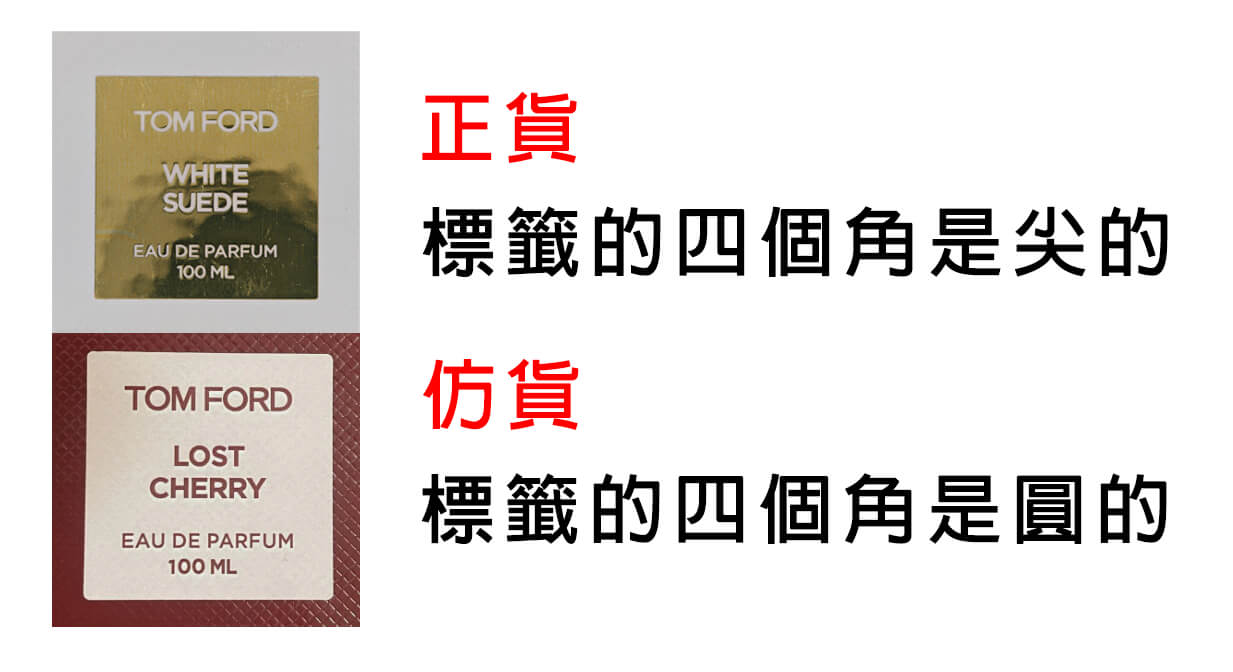 TOM FORD
WHITE
SUEDE
EAU DE PARFUM
100 ML
正貨
標籤的四個角是尖的
TOM FORD
LOST
CHERRY
EAU DE PARFUM
100 ML
仿貨
標籤的四個角是圓的